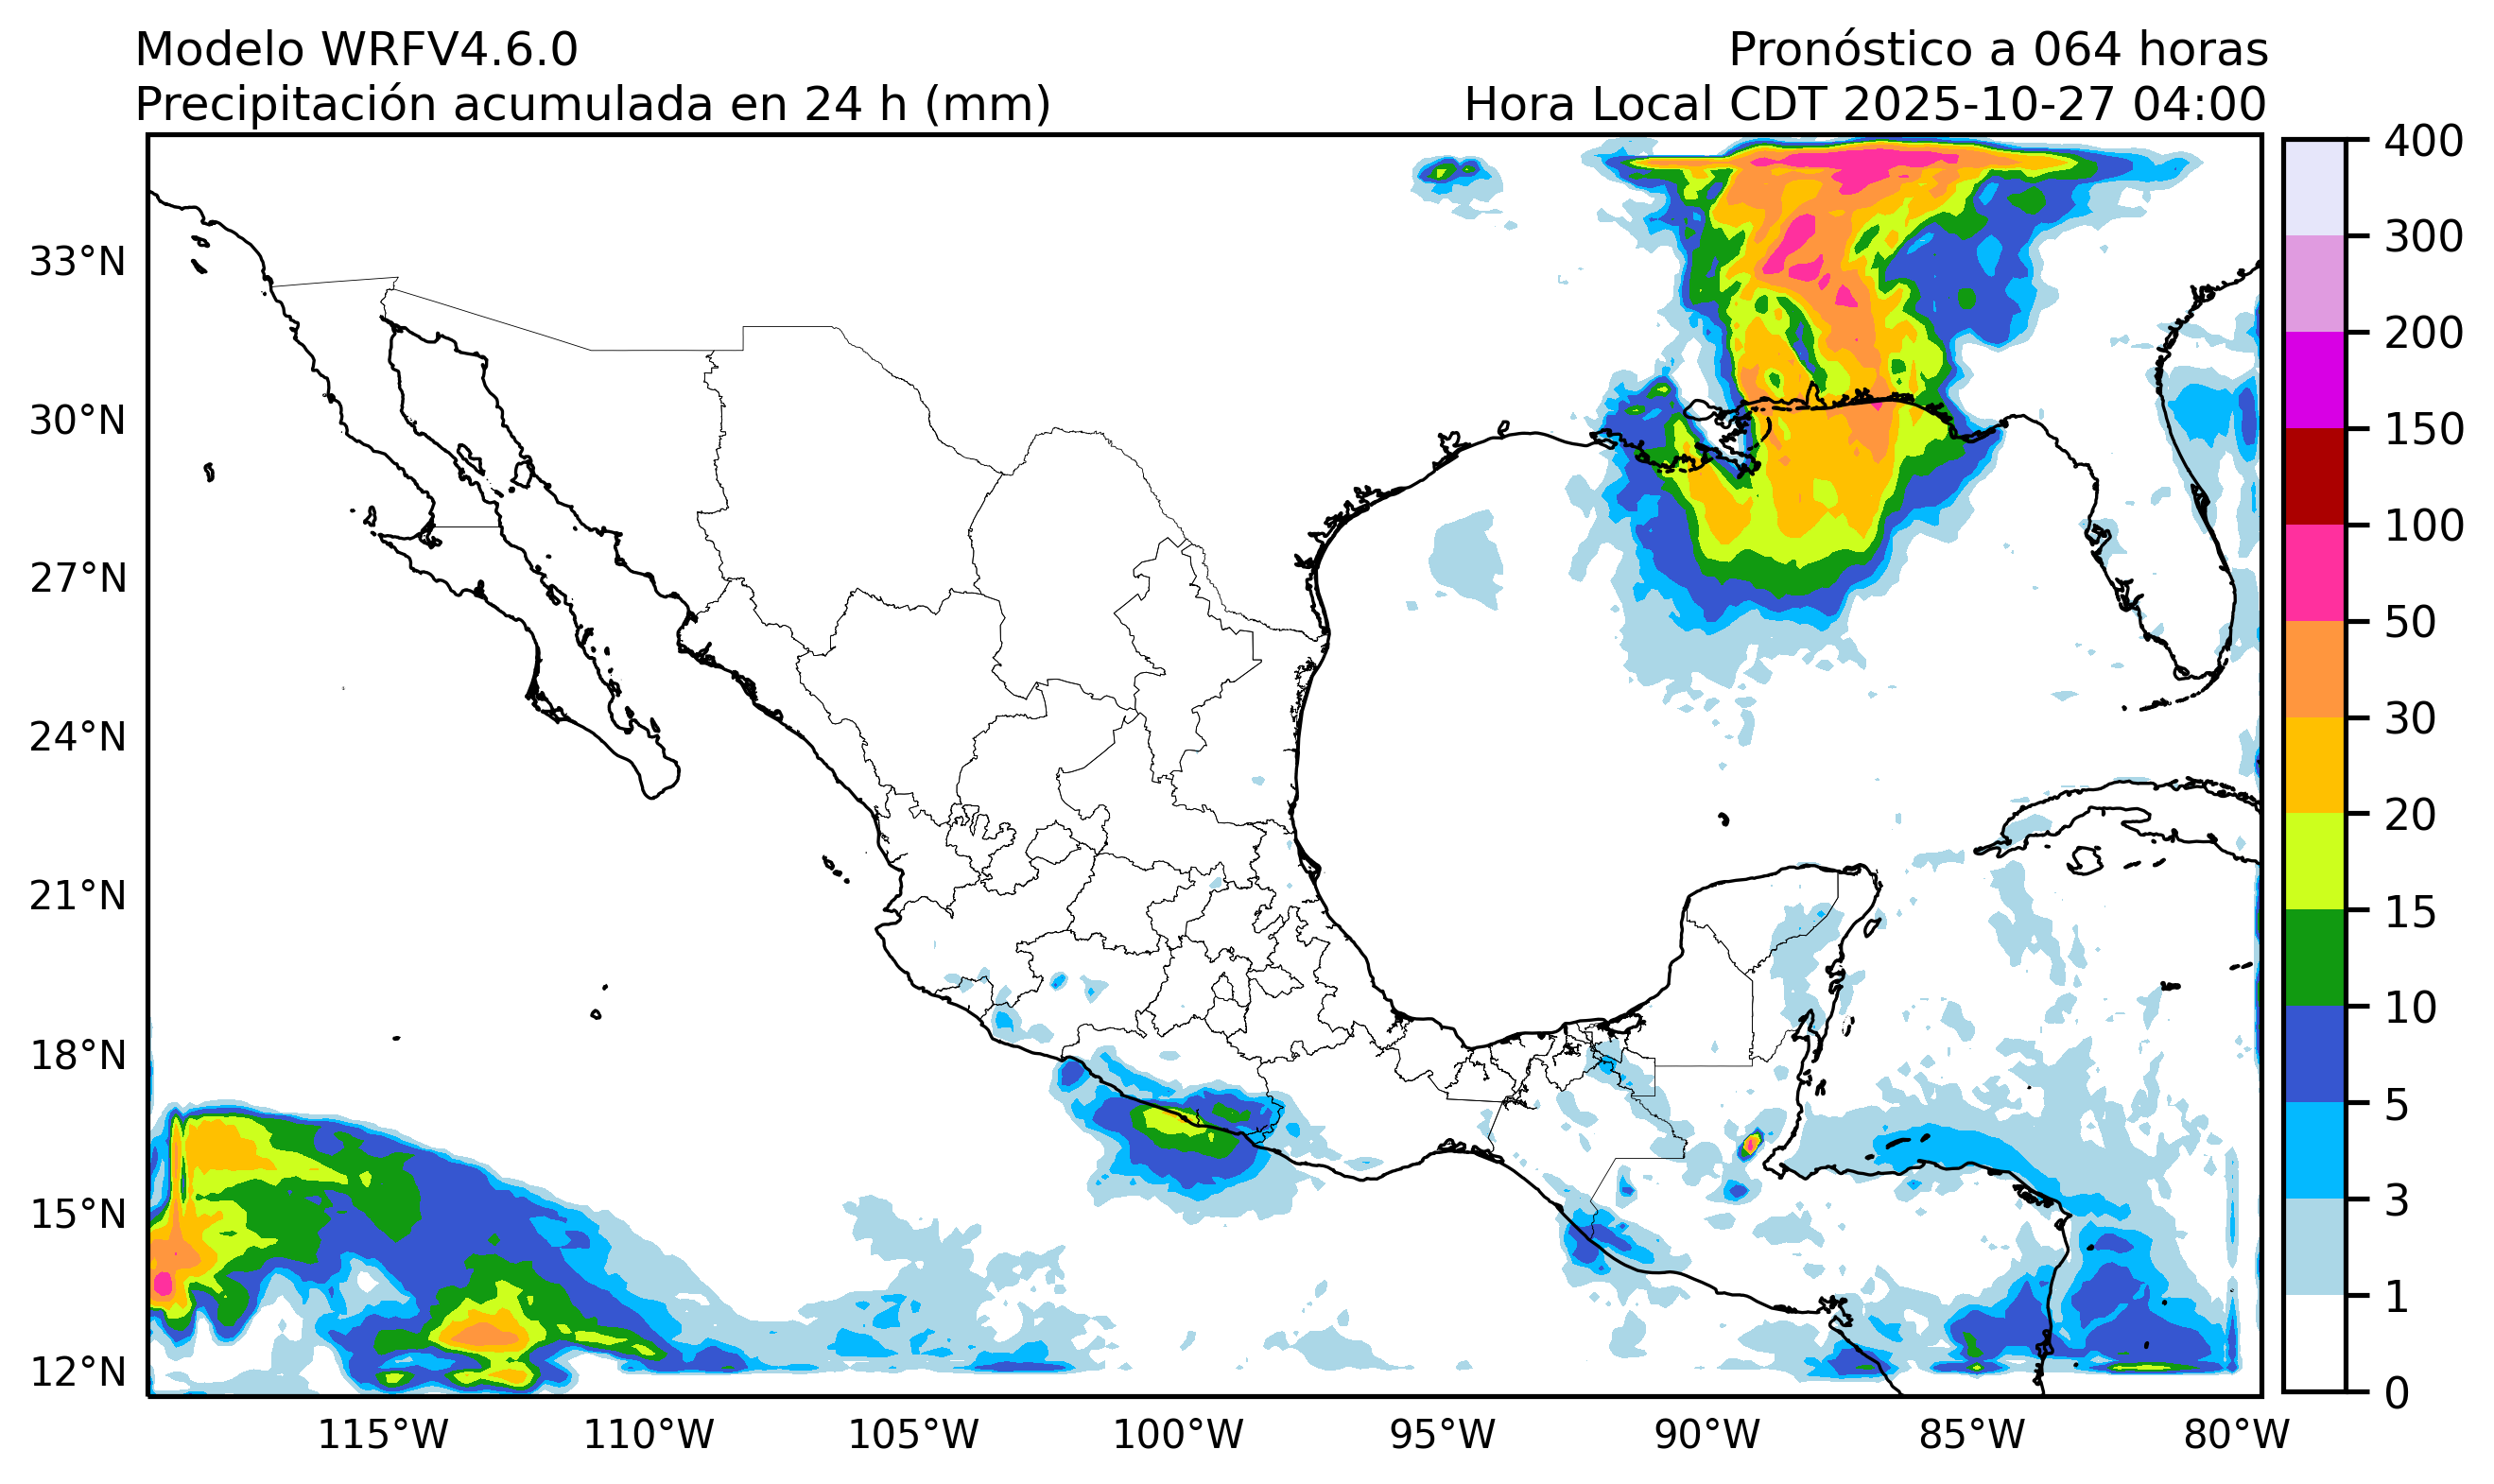 Modelo WRFV4.6.0
Pronóstico a 064 horas
Precipitación acumulada en 24 h (mm)
Hora Local CDT 2025-10-27 04:00
33°N
30°N
27°N
24°N
21°N
18°N
15°N
12°N
115°W
110°W
105°W
100°W
95°W
90°W
85°W
80°W
400
300
200
150
100
50
30
20
15
10
5
3
1
0